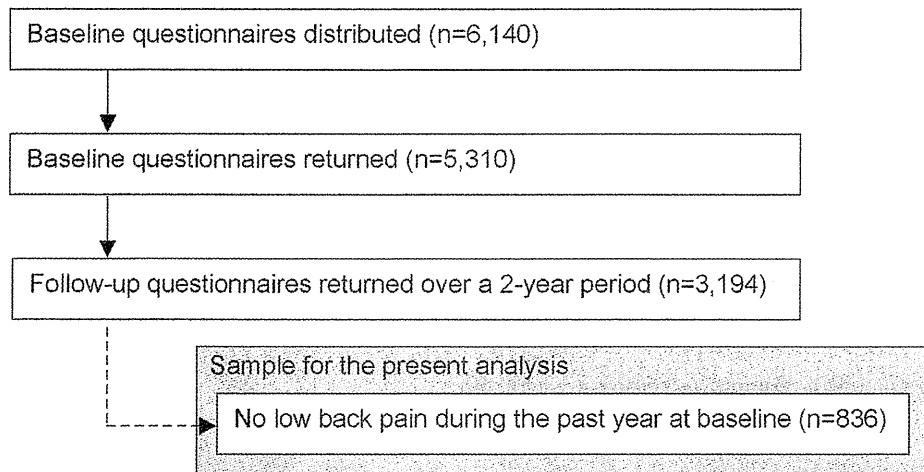 Baseline questionnaires distributed (n=6,140)
Baseline questionnaires returned (n=5,310)
Follow-up questionnaires returned over a 2-year period (n=3,194)
Sample for the present analysis
No low back pain during the past year at baseline (n=836)